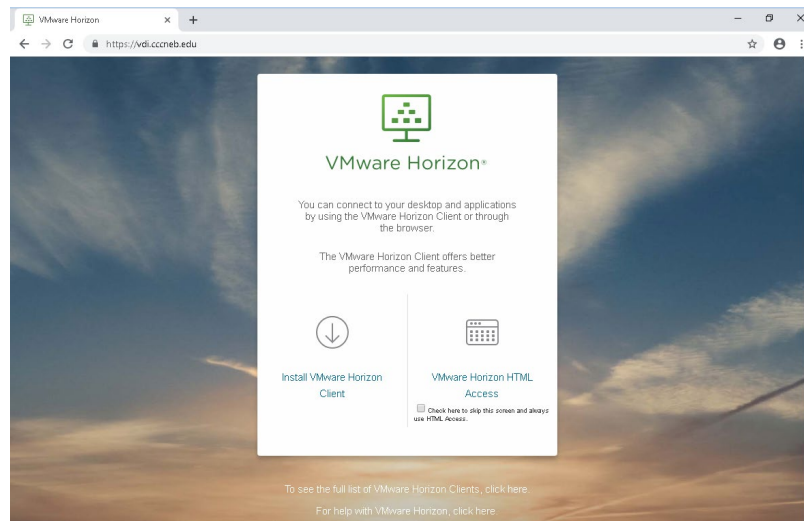 VMware Horizon
https://vdi.cccneb.edu
VMware Horizon®
You can connect to your desktop and applications
by using the VMware Horizon Client or through
the browser.
The VMware Horizon Client offers better
performance and features.
Install VMware Horizon
Client
VMware Horizon HTML
Access
Check here to skip this screen and always
use HTML Access.
To see the full list of VMware Horizon Clients, click here.
For help with VMware Horizon, click here.